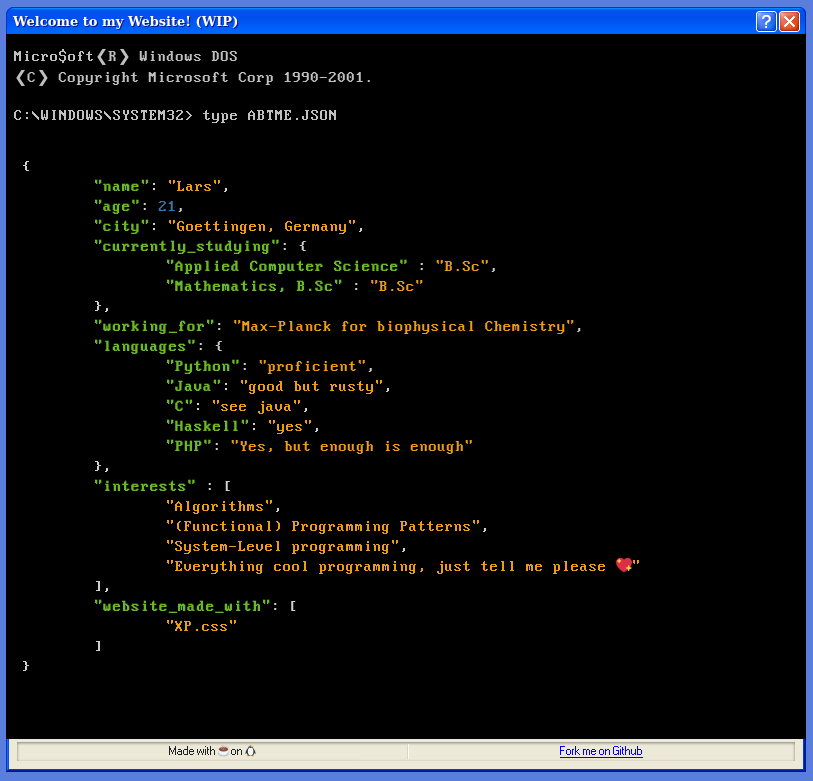 Welcome to my Website! (WIP)
Micro$oft❮R❯ Windows DOS
❮C❯ Copyright Microsoft Corp 1990-2001.
C:\WINDOWS\SYSTEM32> type ABTME.JSON
{
"name": "Lars",
"age": 21,
"city": "Goettingen, Germany",
"currently_studying": {
"Applied Computer Science" : "B.Sc",
"Mathematics, B.Sc" : "B.Sc"
},
"working_for": "Max-Planck for biophysical Chemistry",
"languages": {
"Python": "proficient",
"Java": "good but rusty",
"C": "see java",
"Haskell": "yes",
"PHP": "Yes, but enough is enough"
},
"interests" : [
"Algorithms",
"(Functional) Programming Patterns",
"System-Level programming",
"Everything cool programming, just tell me please 💖"
],
"website_made_with": [
"XP.css"
]
}
Made with ☕ on 🐧
Fork me on Github